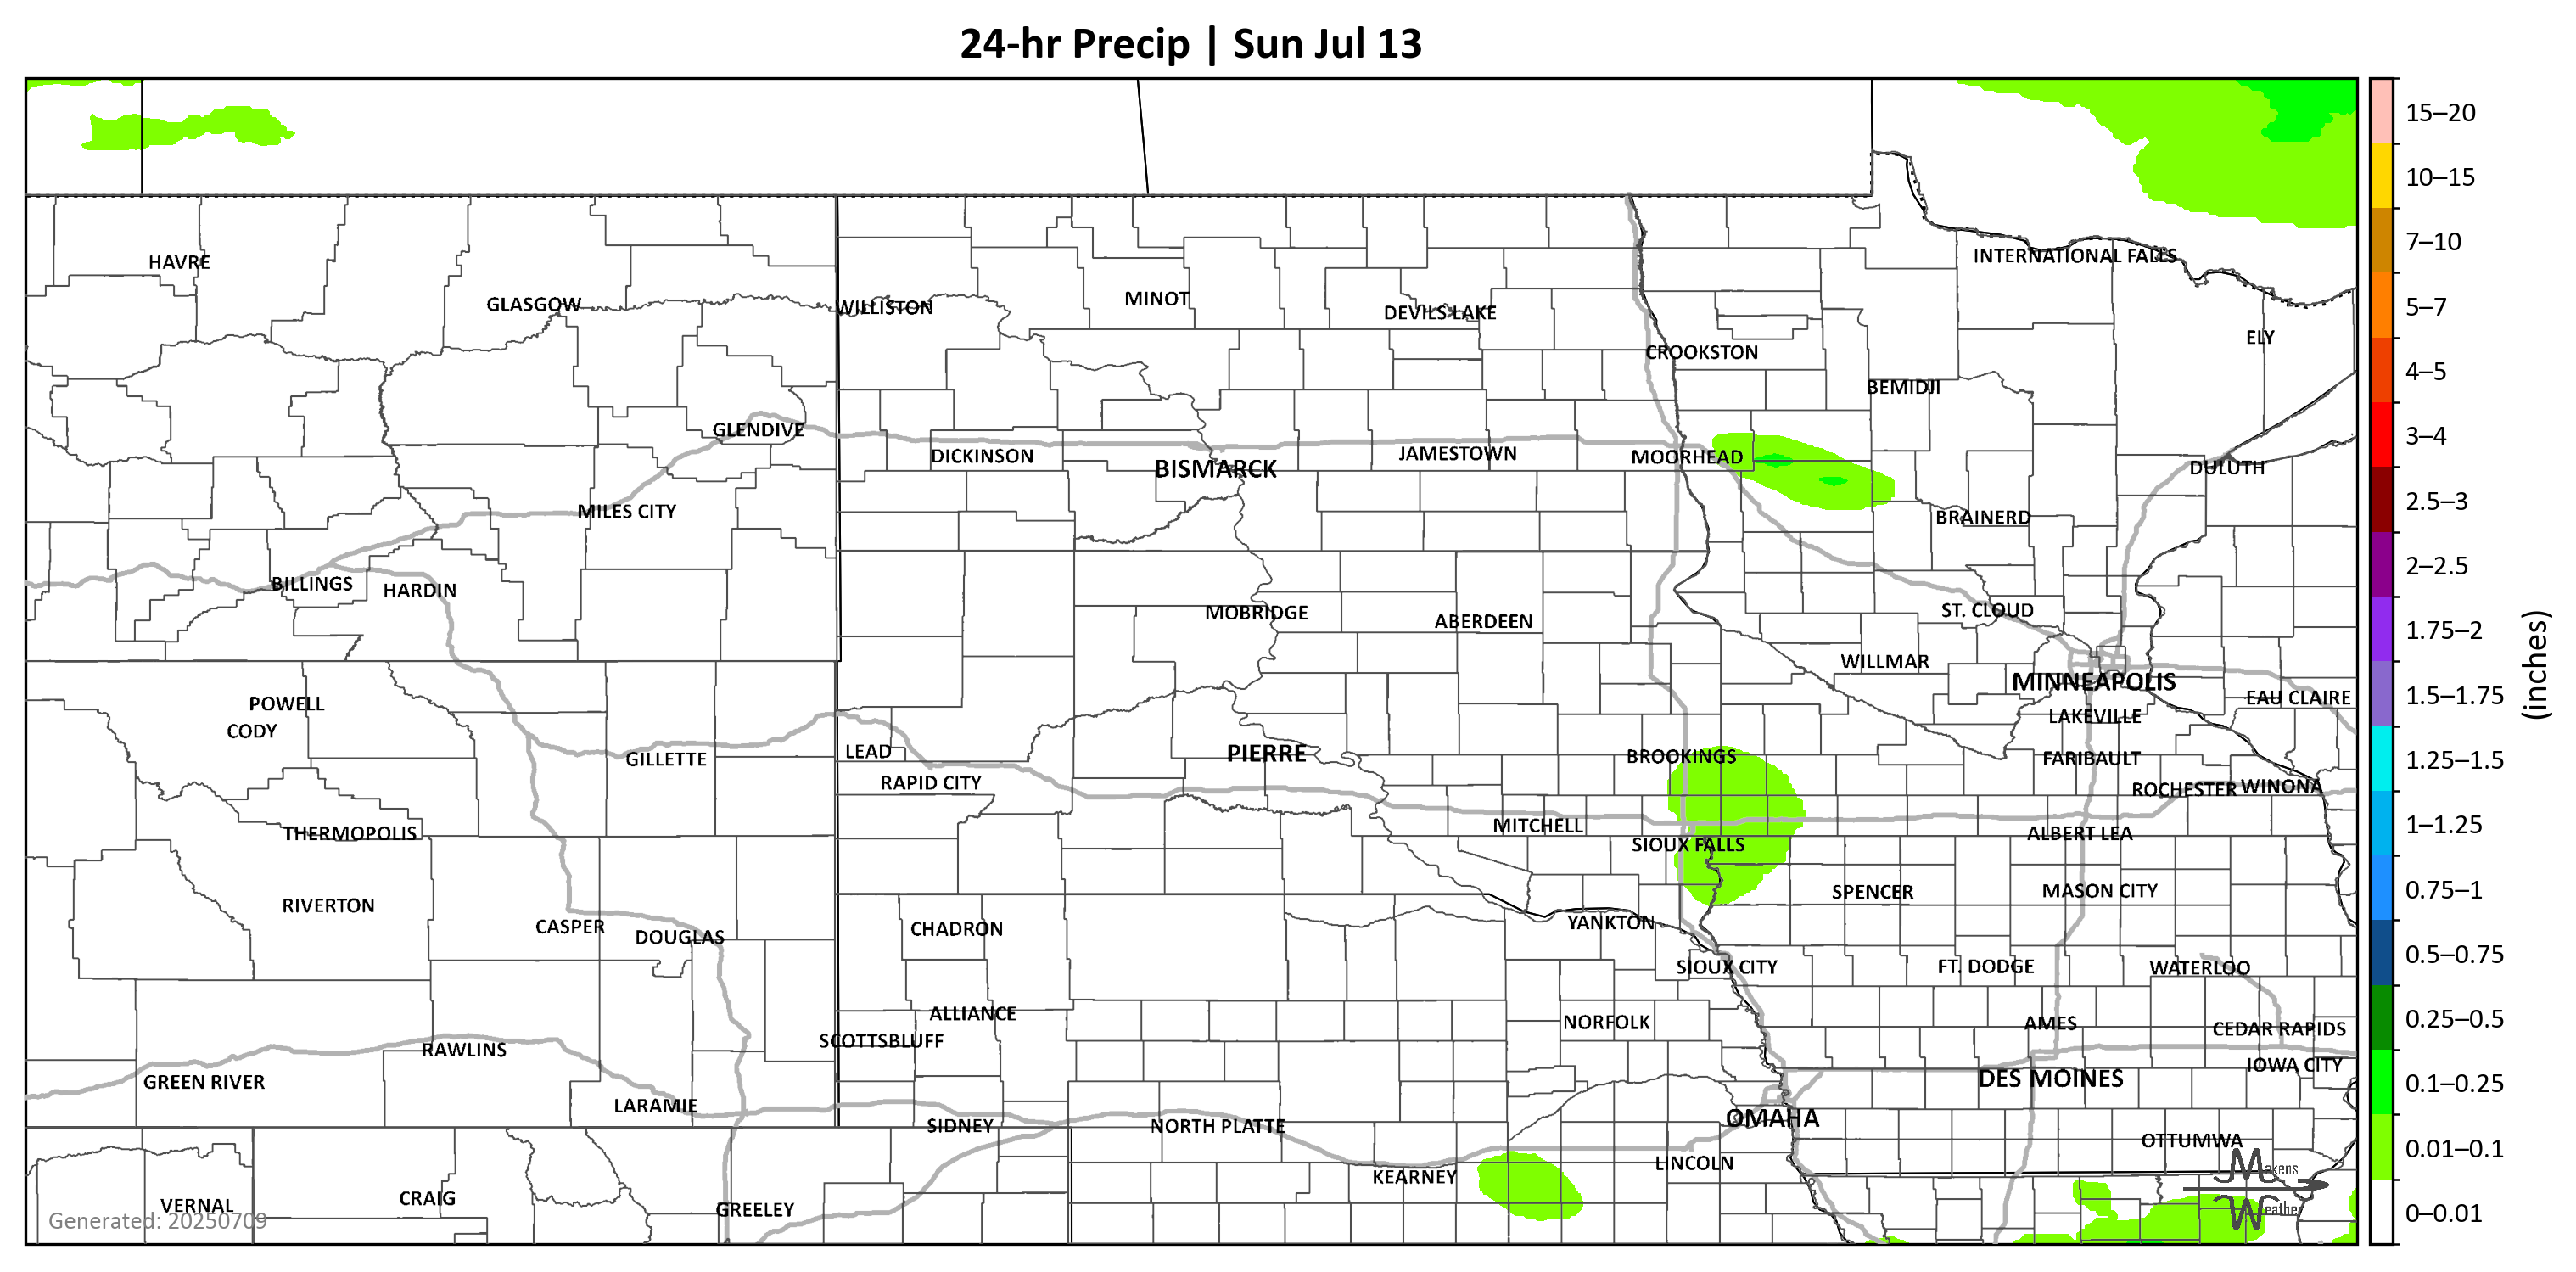 24-hr Precip | Sun Jul 13
15–20
10–15
7–10
INTERNATIONAL FALLS
HAVRE
MINOT
GLASGOW
WILLISTON
DEVILS LAKE
5–7
ELY
CROOKSTON
4–5
BEMIDJI
GLENDIVE
3–4
DICKINSON
JAMESTOWN
MOORHEAD
BISMARCK
DULUTH
2.5–3
MILES CITY
BRAINERD
2–2.5
BILLINGS
HARDIN
MOBRIDGE
ST. CLOUD
ABERDEEN
1.75–2
WILLMAR
(inches)
MINNEAPOLIS
1.5–1.75
EAU CLAIRE
POWELL
LAKEVILLE
CODY
LEAD
PIERRE
BROOKINGS
GILLETTE
FARIBAULT
1.25–1.5
RAPID CITY
ROCHESTER
WINONA
1–1.25
MITCHELL
THERMOPOLIS
ALBERT LEA
SIOUX FALLS
0.75–1
SPENCER
MASON CITY
RIVERTON
YANKTON
CASPER
CHADRON
DOUGLAS
0.5–0.75
SIOUX CITY
FT. DODGE
WATERLOO
ALLIANCE
0.25–0.5
NORFOLK
AMES
CEDAR RAPIDS
SCOTTSBLUFF
RAWLINS
IOWA CITY
GREEN RIVER
DES MOINES
0.1–0.25
LARAMIE
OMAHA
SIDNEY
NORTH PLATTE
OTTUMWA
0.01–0.1
LINCOLN
Makens
KEARNEY
CRAIG
VERNAL
GREELEY
Weather
0–0.01
Generated: 20250709